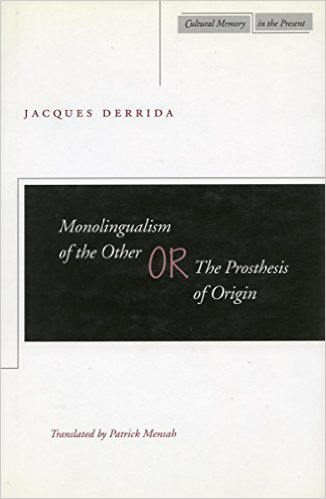 Cultural Memory in the Present
JACQUES DERRIDA
Monolingualism
of the Other
OR
The Prosthesis
of Origin
Translated by Patrick Mensah